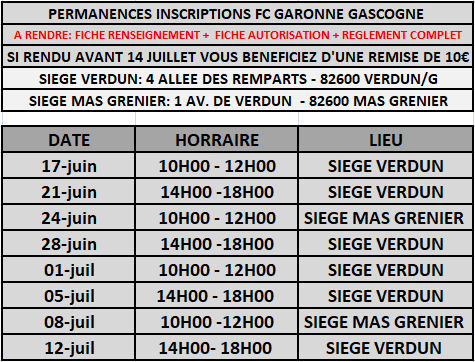 PERMANENCES INSCRIPTIONS FC GARONNE GASCOGNE
A RENDRE: FICHE RENSEIGNEMENT + FICHE AUTORISATION + REGLEMENT COMPLET
SI RENDU AVANT 14 JUILLET VOUS BENEFICIEZ D'UNE REMISE DE 10€
SIEGE VERDUN: 4 ALLEE DES REMPARTS - 82600 VERDUN/G
SIEGE MAS GRENIER: 1 AV. DE VERDUN - 82600 MAS GRENIER
DATE HORRAIRE LIEU
17-juin 10H00 - 12H00 SIEGE VERDUN
21-juin 14H00 -18H00 SIEGE VERDUN
24-juin 10H00 - 12H00 SIEGE MAS GRENIER
28-juin 14H00 -18H00 SIEGE VERDUN
01-juil 10H00 - 12H00 SIEGE VERDUN
05-juil 14H00 - 18H00 SIEGE VERDUN
08-juil 10H00 -12H00 SIEGE MAS GRENIER
12-juil 14H00- 18H00 SIEGE VERDUN